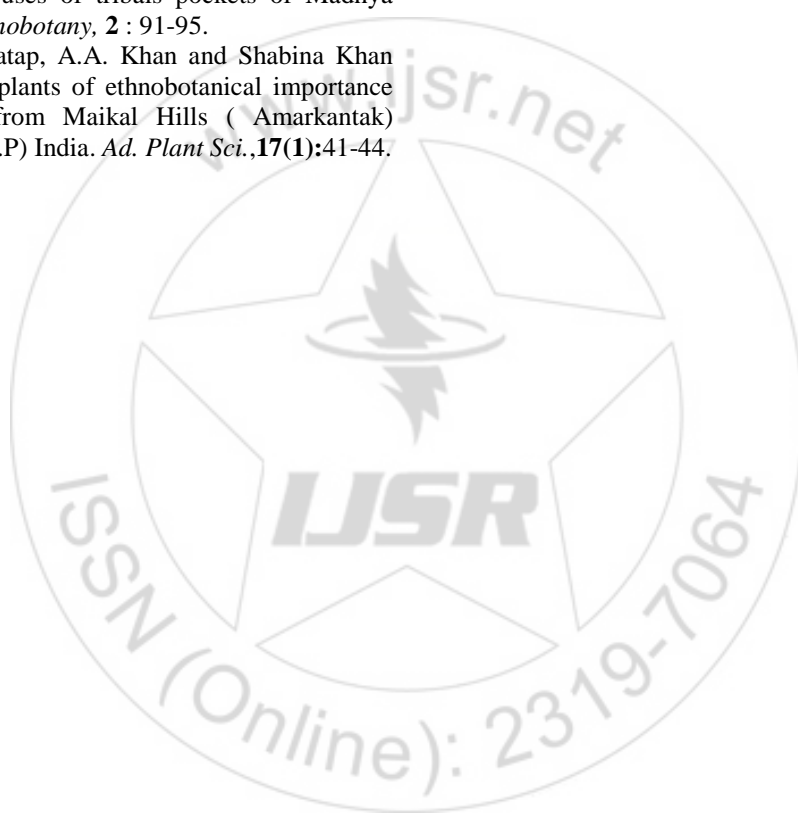 uses of tribals pockets of Madhya
nobotany, 2 : 91-95.
atap, A.A. Khan and Shabina Khan
plants of ethnobotanical importance
from Maikal Hills ( Amarkantak)
.P) India. Ad. Plant Sci.,17(1):41-44.
www.ijsr.net
IJSR
ISSN (Online): 2319-7064